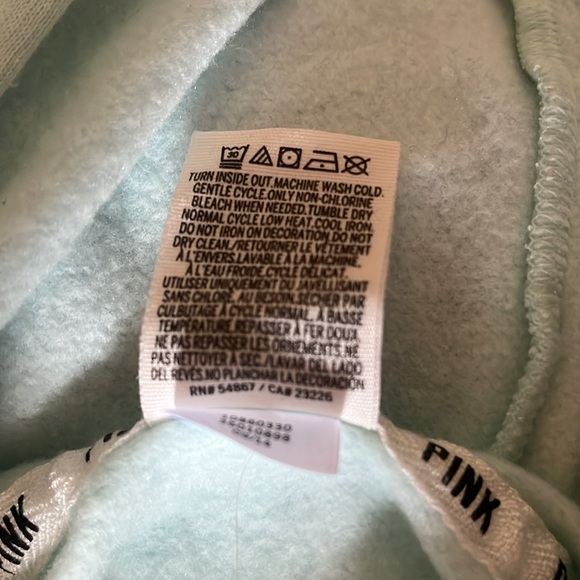 30
TURN INSIDE OUT.MACHINE WASH COLD.
GENTLE CYCLE.ONLY NON-CHLORINE
BLEACH WHEN NEEDED.TUMBLE DRY
NORMAL CYCLE LOW HEAT.COOL IRON.
DO NOT IRON ON DECORATION.DO NOT
DRY CLEAN./RETOURNER LE VÊTEMENT
À L'ENVERS.LAVABLE À LA MACHINE,
À L'EAU FROIDE.CYCLE DÉLICAT.
UTILISER UNIQUEMENT DU JAVELLISANT
SANS CHLORE, AU BESOIN.SÉCHER PAR
CULBUTAGE À CYCLE NORMAL, À BASSE
TEMPÉRATURE.REPASSER À FER DOUX.
NE PAS REPASSER LES ORNEMENTS.NE
PAS NETTOYER À SEC./LAVAR DEL LADO
DEL REVÉS.NO PLANCHAR LA DECORACIÓN
RN# 54867 / CA# 23226
PINK
INK